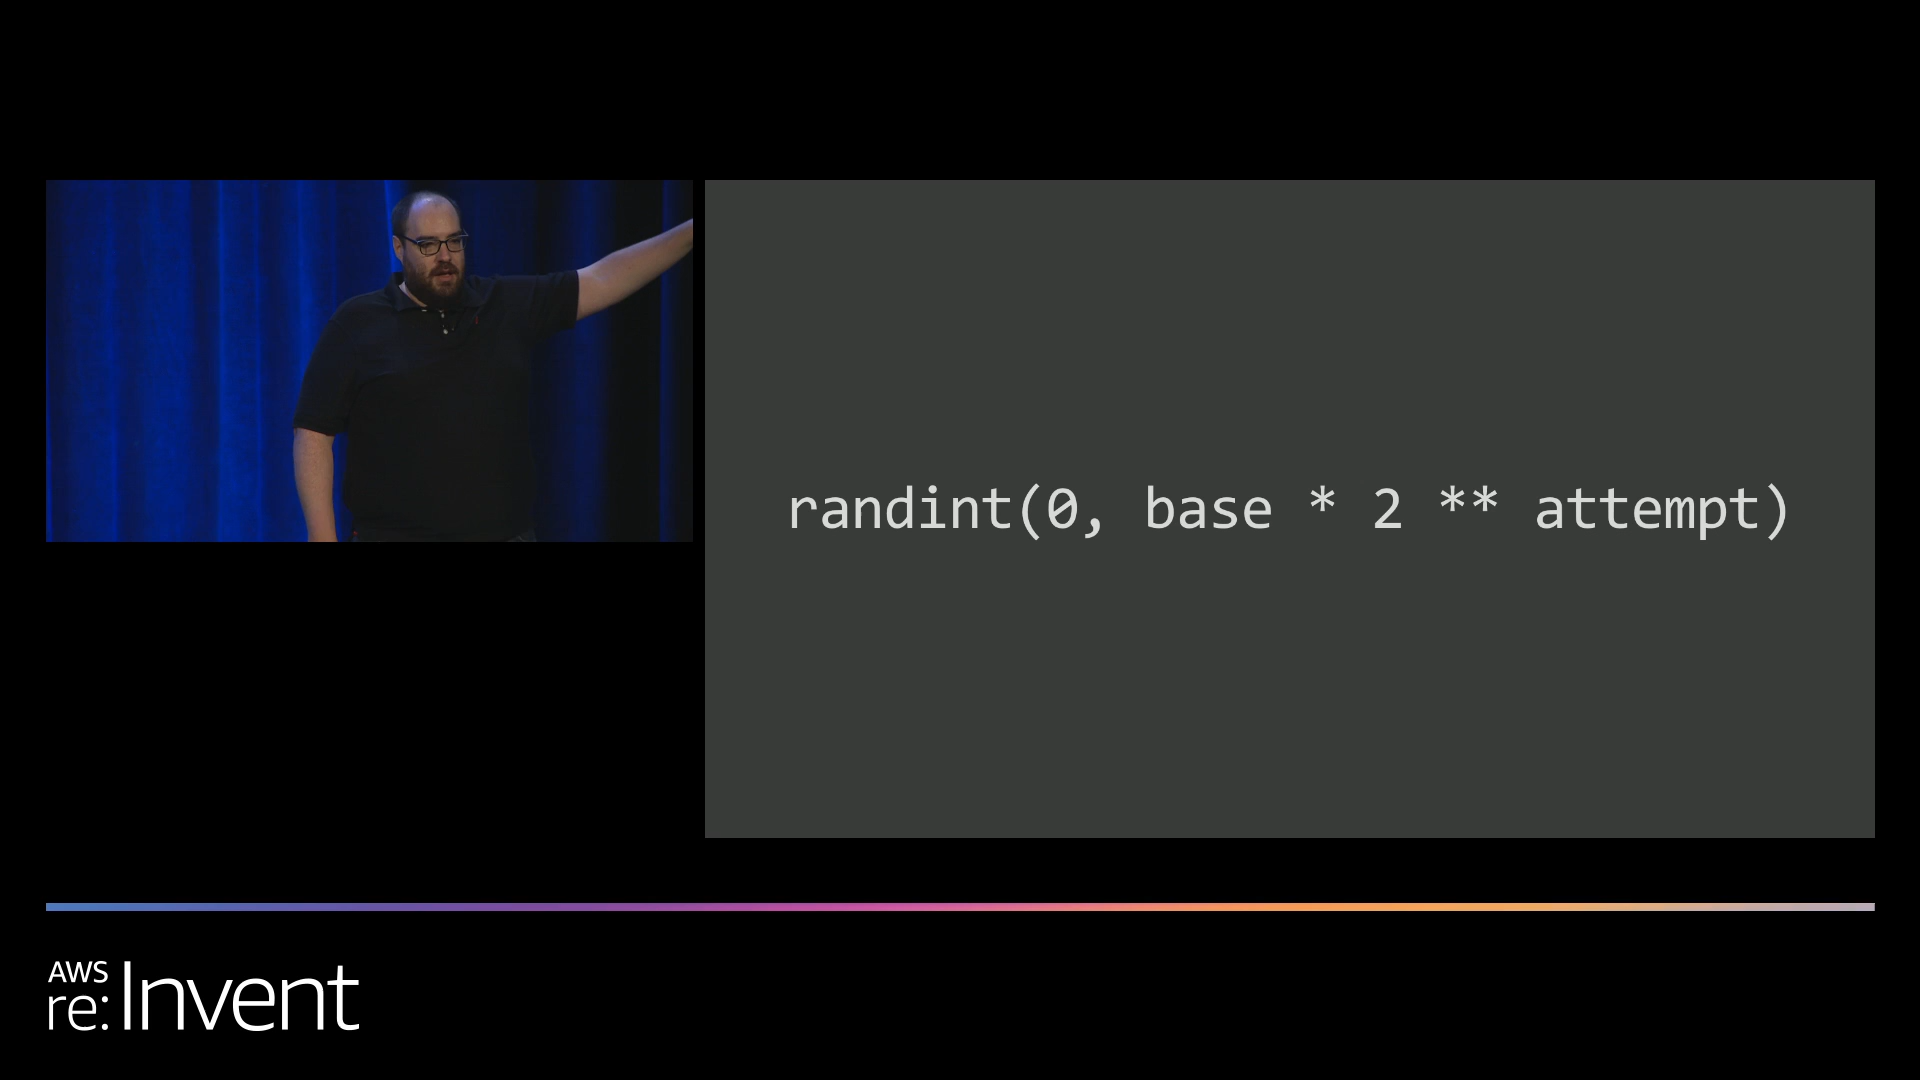 randint(0, base * 2 ** attempt)
AWS
re:Invent